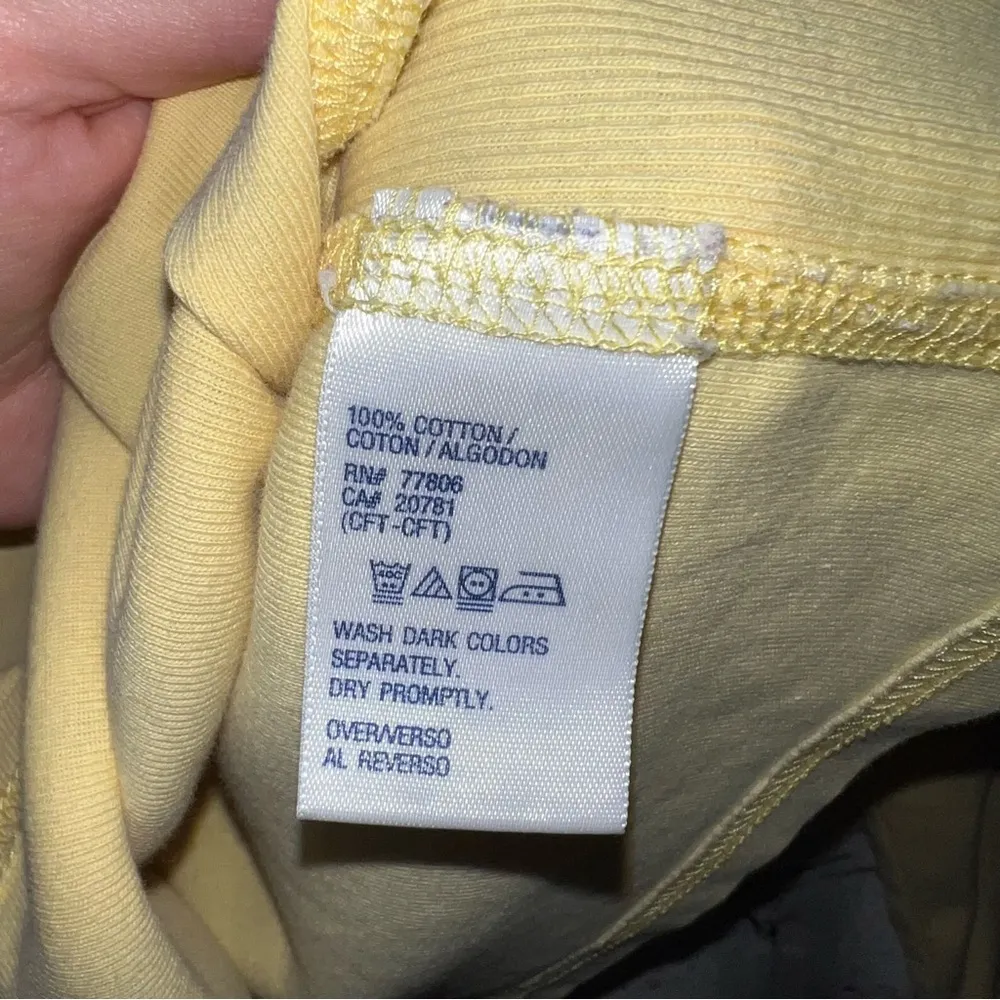 100% COTTON/
COTON/ALGODON
RN# 77806
CA# 20781
(CFT-CFT)
40C
WASH DARK COLORS
SEPARATELY.
DRY PROMPTLY.
OVER/VERSO
AL REVERSO